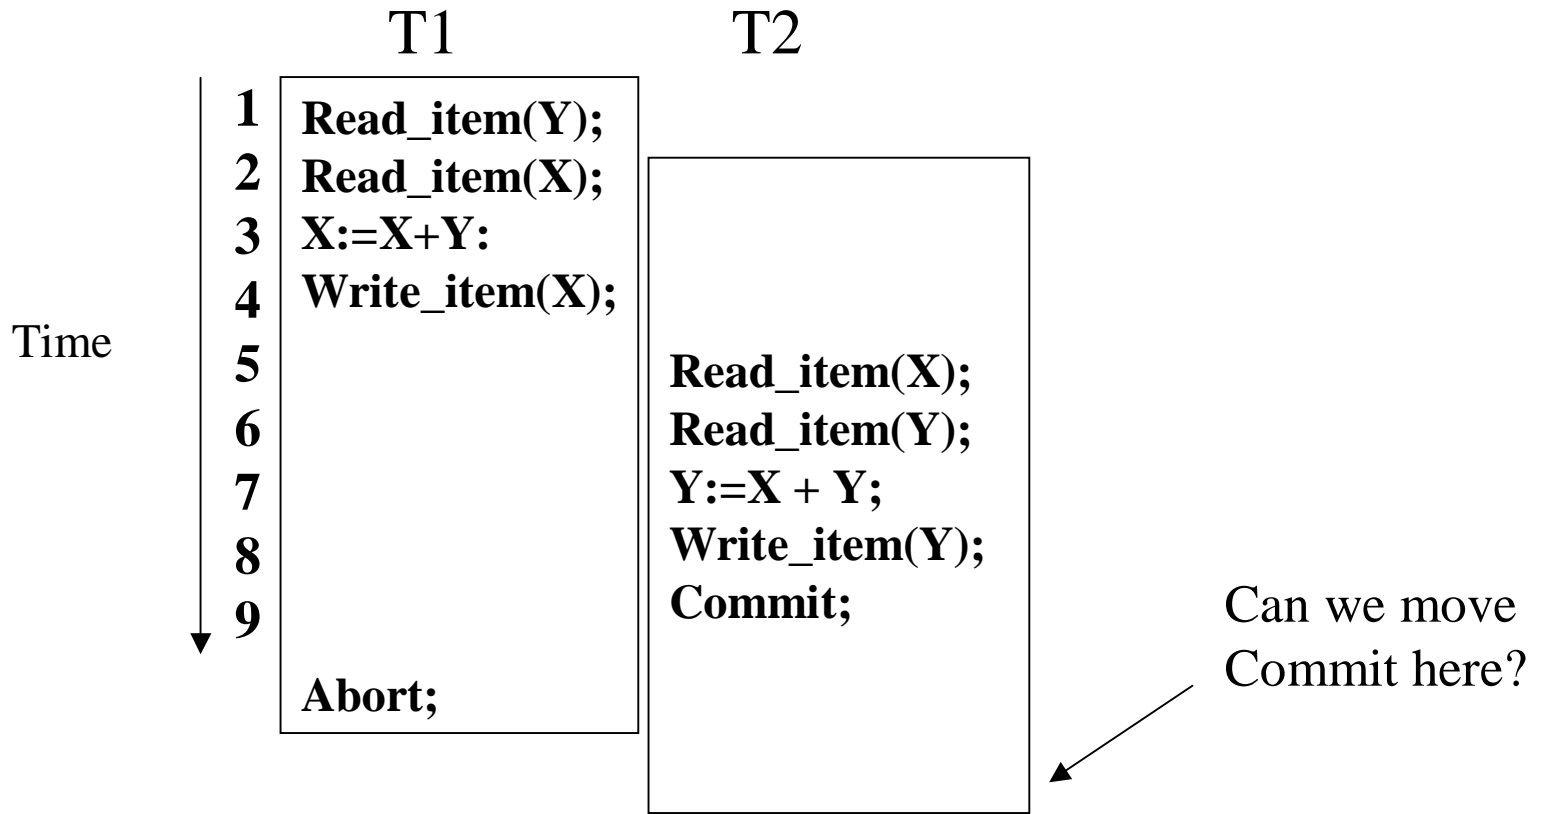 T1 T2
1 Read_item(Y);
2 Read_item(X);
3 X:=X+Y:
4 Write_item(X);
Time
5 Read_item(X);
6 Read_item(Y);
7 Y:=X + Y;
8 Write_item(Y);
9 Commit;
Abort;
Can we move
Commit here?